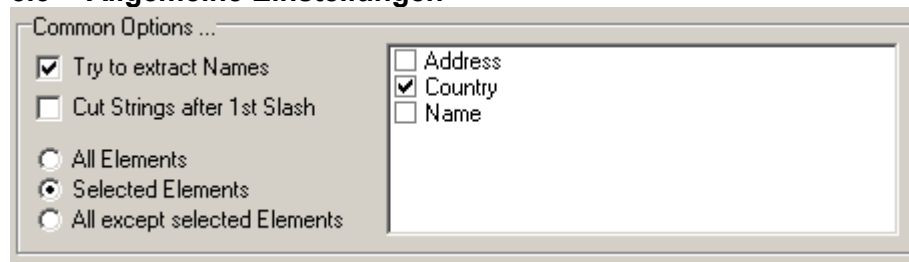 Allgemeine Einstellungen
Common Options ...
Try to extract Names
Cut Strings after 1st Slash
All Elements
Selected Elements
All except selected Elements
Address
Country
Name